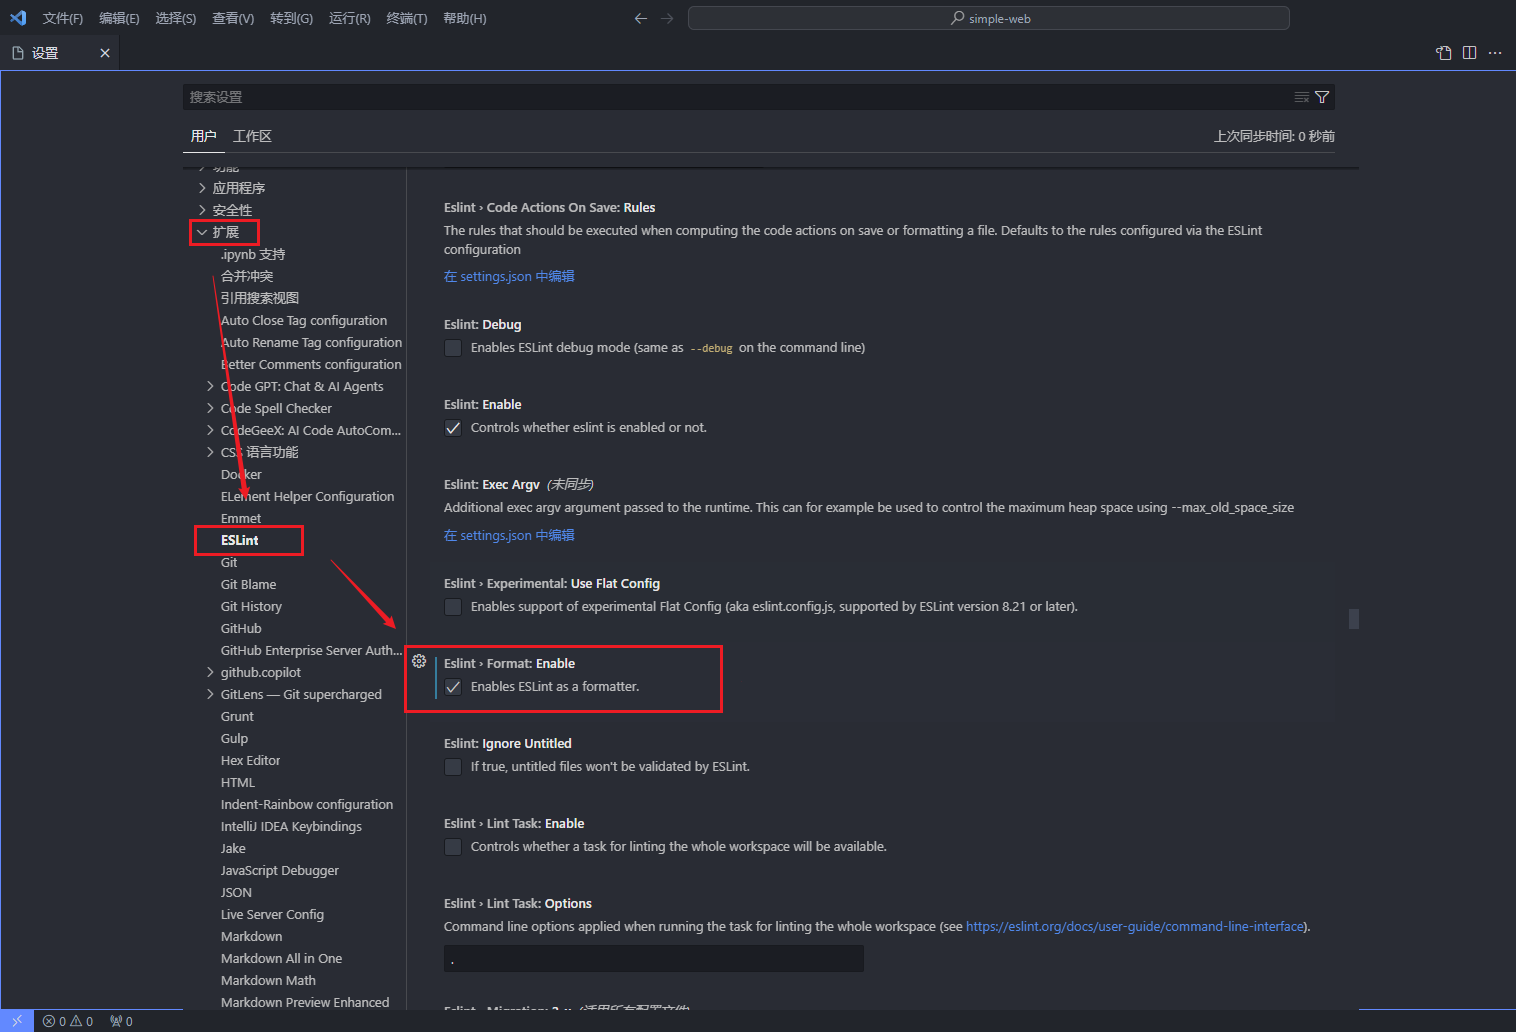 文件(F) 编辑(E) 选择(S) 查看(V) 转到(G) 运行(R) 终端(T) 帮助(H)
simple-web
设置
搜索设置
用户 工作区
上次同步时间: 0 秒前
功能
应用程序
安全性
扩展
.ipynb 支持
合并冲突
引用搜索视图
Auto Close Tag configuration
Auto Rename Tag configuration
Better Comments configuration
Code GPT: Chat & AI Agents
Code Spell Checker
CodeGeeX: AI Code AutoCom...
CSS 语言功能
Docker
ELement Helper Configuration
Emmet
ESLint
Git
Git Blame
Git History
GitHub
GitHub Enterprise Server Auth...
github.copilot
GitLens — Git supercharged
Grunt
Gulp
Hex Editor
HTML
Indent-Rainbow configuration
IntelliJ IDEA Keybindings
Jake
JavaScript Debugger
JSON
Live Server Config
Markdown
Markdown All in One
Markdown Math
Markdown Preview Enhanced
Eslint › Code Actions On Save: Rules
The rules that should be executed when computing the code actions on save or formatting a file. Defaults to the rules configured via the ESLint
configuration
在 settings.json 中编辑
Eslint: Debug
Enables ESLint debug mode (same as --debug on the command line)
Eslint: Enable
Controls whether eslint is enabled or not.
Eslint: Exec Argv (未同步)
Additional exec argv argument passed to the runtime. This can for example be used to control the maximum heap space using --max_old_space_size
在 settings.json 中编辑
Eslint › Experimental: Use Flat Config
Enables support of experimental Flat Config (aka eslint.config.js, supported by ESLint version 8.21 or later).
Eslint › Format: Enable
Enables ESLint as a formatter.
Eslint: Ignore Untitled
If true, untitled files won't be validated by ESLint.
Eslint › Lint Task: Enable
Controls whether a task for linting the whole workspace will be available.
Eslint › Lint Task: Options
Command line options applied when running the task for linting the whole workspace (see https://eslint.org/docs/user-guide/command-line-interface).
.
Eslint › Migration: 2.x (适用所有配置文件)
0 0 0